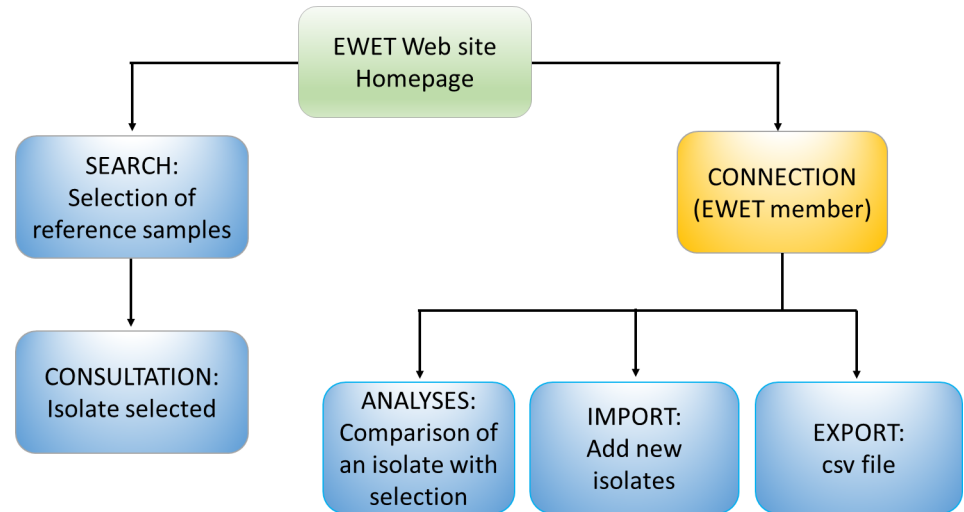 EWET Web site
Homepage
SEARCH:
Selection of
reference samples
CONNECTION
(EWET member)
CONSULTATION:
Isolate selected
ANALYSES:
Comparison of
an isolate with
selection
IMPORT:
Add new
isolates
EXPORT:
csv file